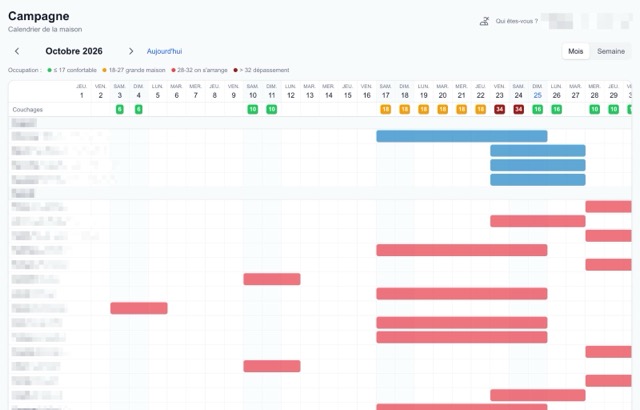 Campagne
Calendrier de la maison
Qui êtes-vous ?
Octobre 2026
Aujourd'hui
Mois
Semaine
Occupation : ≤ 17 confortable 18-27 grande maison 28-32 on s'arrange > 32 dépassement
JEU. VEN. SAM. DIM. LUN. MAR. MER. JEU. VEN. SAM. DIM. LUN. MAR. MER. JEU. VEN. SAM. DIM. LUN. MAR. MER. JEU. VEN. SAM. DIM. LUN. MAR. MER. JEU. VEN.
1 2 3 4 5 6 7 8 9 10 11 12 13 14 15 16 17 18 19 20 21 22 23 24 25 26 27 28 29
Couchages 6 6 10 10 18 18 18 18 18 18 34 34 16 16 10 10